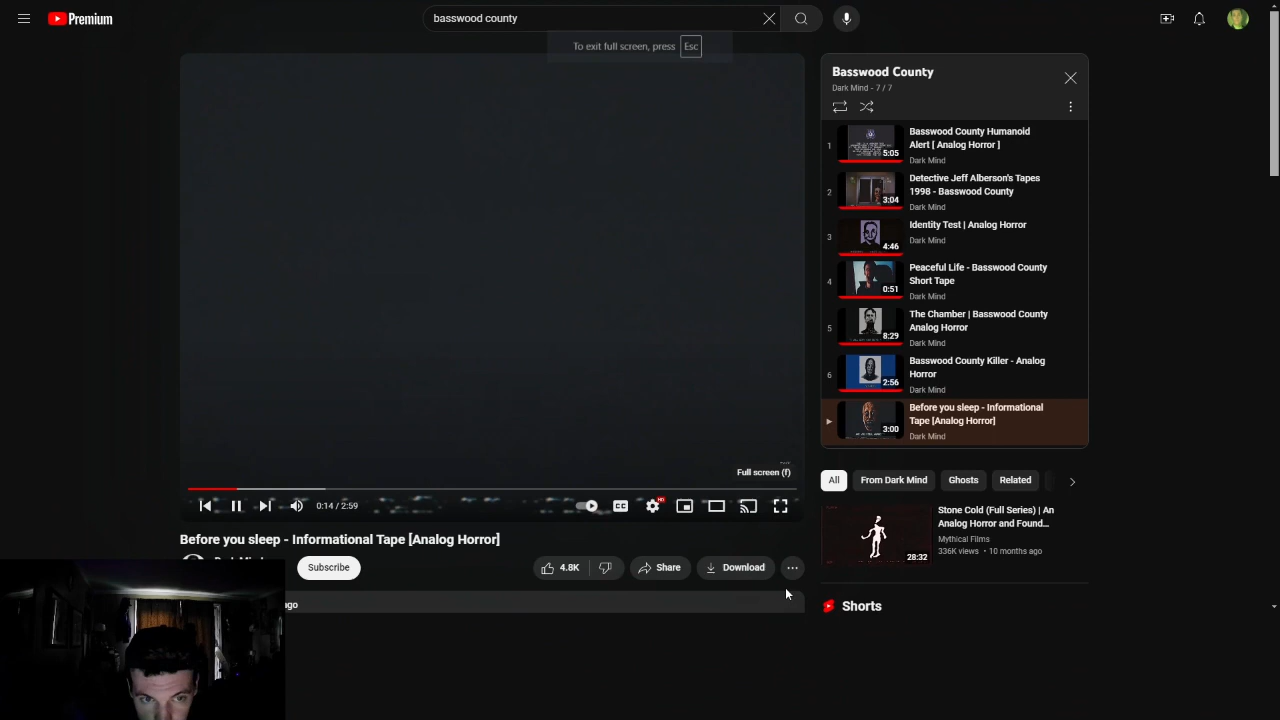 Premium
basswood county
To exit full screen, press Esc
Basswood County
Dark Mind - 7 / 7
1
5:05
Basswood County Humanoid
Alert [ Analog Horror ]
Dark Mind
2
3:04
Detective Jeff Alberson's Tapes
1998 - Basswood County
Dark Mind
3
4:46
Identity Test | Analog Horror
Dark Mind
4
0:51
Peaceful Life - Basswood County
Short Tape
Dark Mind
5
8:29
The Chamber | Basswood County
Analog Horror
Dark Mind
6
2:56
Basswood County Killer - Analog
Horror
Dark Mind
3:00
Before you sleep - Informational
Tape [Analog Horror]
Dark Mind
Full screen (f)
0:14 / 2:59
CC
HD
Before you sleep - Informational Tape [Analog Horror]
Subscribe
4.8K
Share
Download
ago
All
From Dark Mind
Ghosts
Related
28:32
Stone Cold (Full Series) | An
Analog Horror and Found...
Mythical Films
336K views • 10 months ago
Shorts